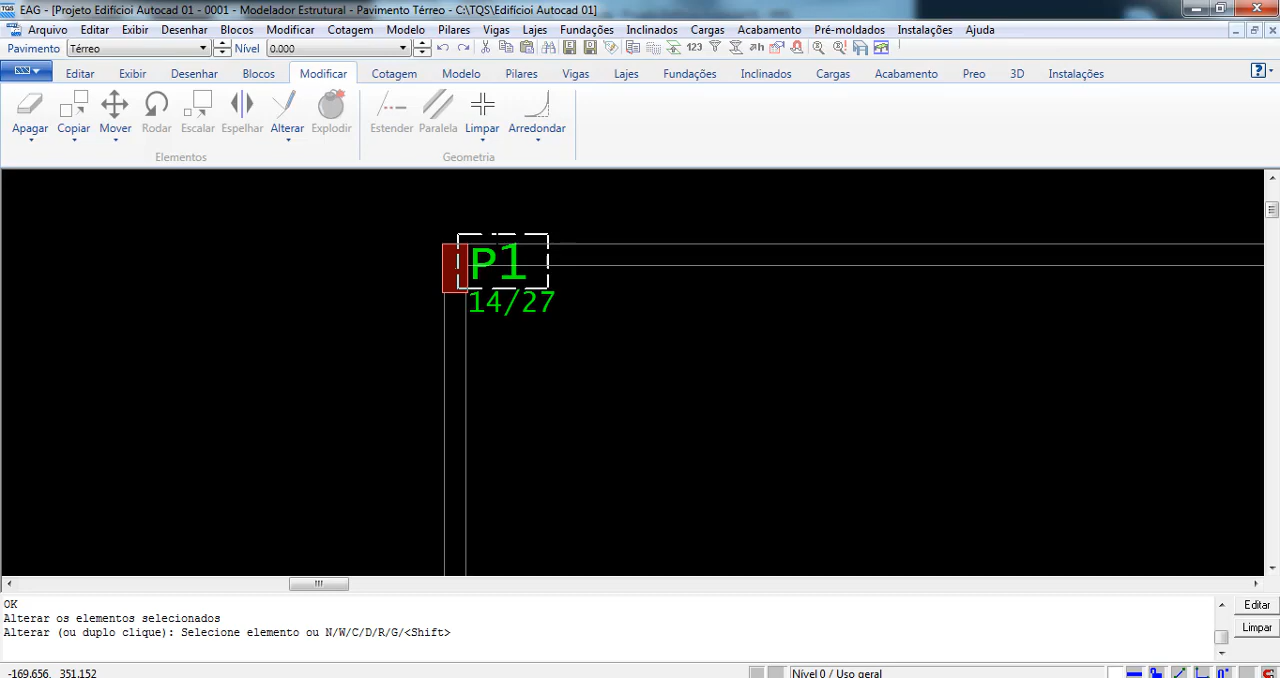 TQS EAG - [Projeto Edifícioi Autocad 01 - 0001 - Modelador Estrutural - Pavimento Térreo - C:\TQS\Edificioi Autocad 01]
Arquivo Editar Exibir Desenhar Blocos Modificar Cotagem Modelo Pilares Vigas Lajes Fundações Inclinados Cargas Acabamento Pré-moldados Instalações Ajuda
Pavimento Térreo Nível 0.000 123 ah
Editar Exibir Desenhar Blocos Modificar Cotagem Modelo Pilares Vigas Lajes Fundações Inclinados Cargas Acabamento Preo 3D Instalações
Apagar Copiar Mover Rodar Escalar Espelhar Alterar Explodir Estender Paralela Limpar Arredondar
Elementos Geometria
P1
14/27
OK
Alterar os elementos selecionados
Alterar (ou duplo clique): Selecione elemento ou N/W/C/D/R/G/<Shift>
Editar
Limpar
-169.656, 351.152 Nível 0 / Uso geral